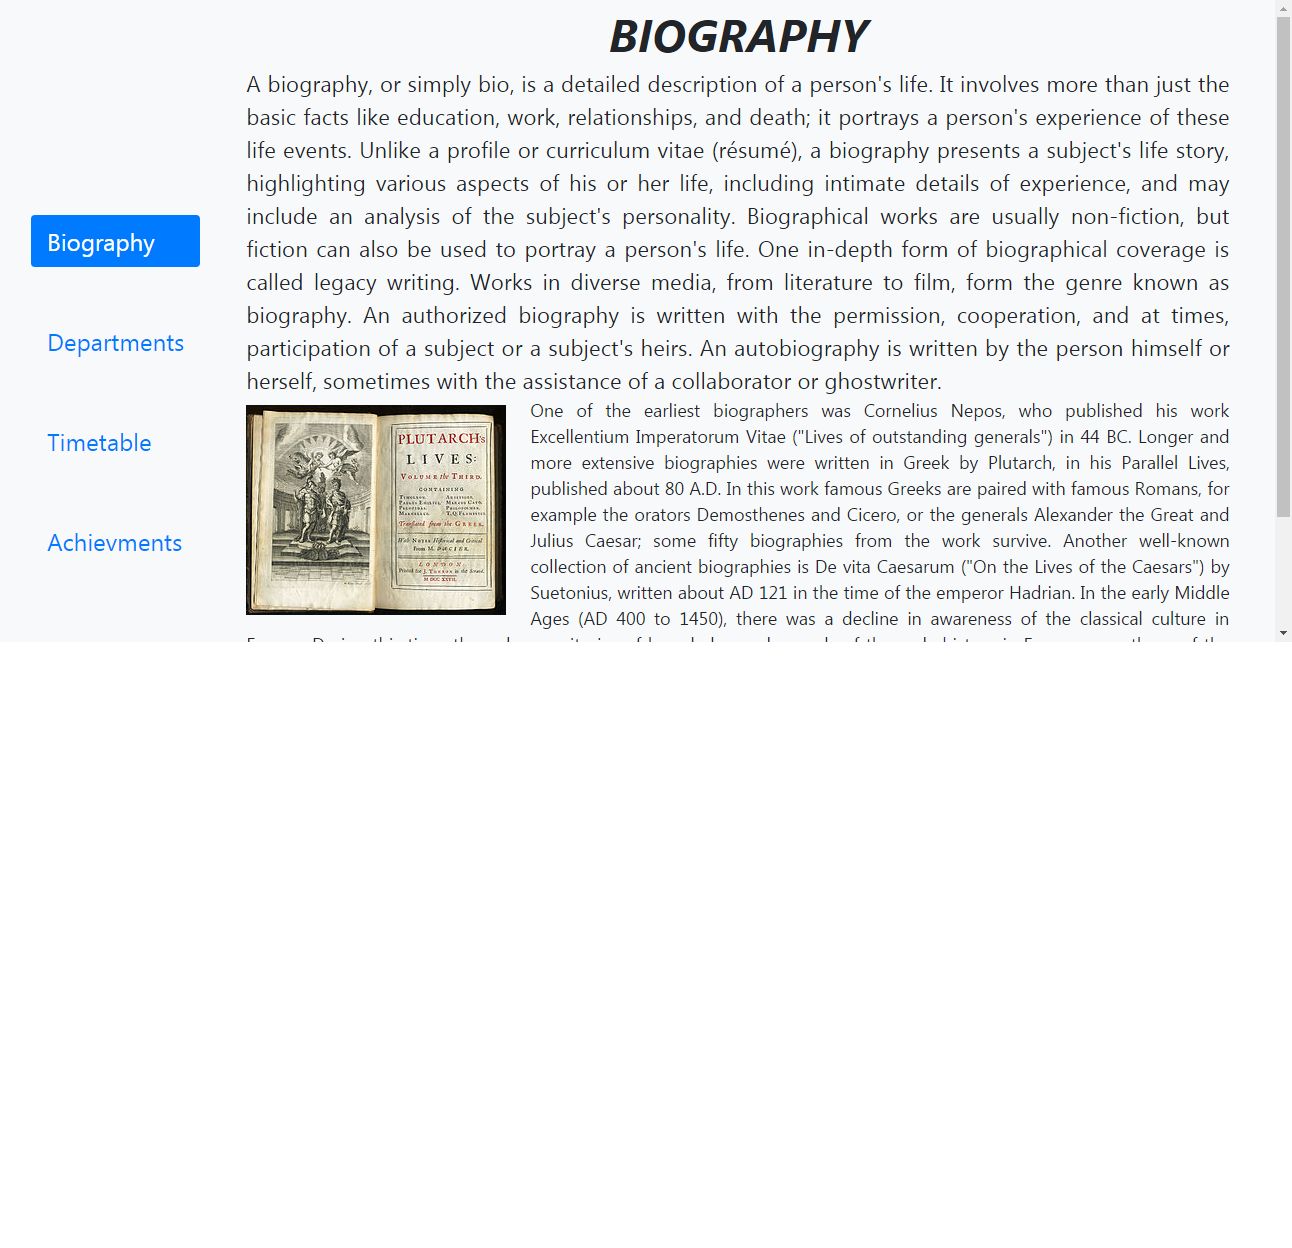 BIOGRAPHY
A biography, or simply bio, is a detailed description of a person's life. It involves more than just the
basic facts like education, work, relationships, and death; it portrays a person's experience of these
life events. Unlike a profile or curriculum vitae (résumé), a biography presents a subject's life story,
highlighting various aspects of his or her life, including intimate details of experience, and may
include an analysis of the subject's personality. Biographical works are usually non-fiction, but
fiction can also be used to portray a person's life. One in-depth form of biographical coverage is
called legacy writing. Works in diverse media, from literature to film, form the genre known as
biography. An authorized biography is written with the permission, cooperation, and at times,
participation of a subject or a subject's heirs. An autobiography is written by the person himself or
herself, sometimes with the assistance of a collaborator or ghostwriter.
Biography
Departments
Timetable
Achievments
PLUTARCH's
LIVES:
VOLUME the THIRD.
CONTAINING
Translated from the GREEK.
With NOTES Historical and Critical
From M. DACIER.
LONDON:
One of the earliest biographers was Cornelius Nepos, who published his work
Excellentium Imperatorum Vitae ("Lives of outstanding generals") in 44 BC. Longer and
more extensive biographies were written in Greek by Plutarch, in his Parallel Lives,
published about 80 A.D. In this work famous Greeks are paired with famous Romans, for
example the orators Demosthenes and Cicero, or the generals Alexander the Great and
Julius Caesar; some fifty biographies from the work survive. Another well-known
collection of ancient biographies is De vita Caesarum ("On the Lives of the Caesars") by
Suetonius, written about AD 121 in the time of the emperor Hadrian. In the early Middle
Ages (AD 400 to 1450), there was a decline in awareness of the classical culture in